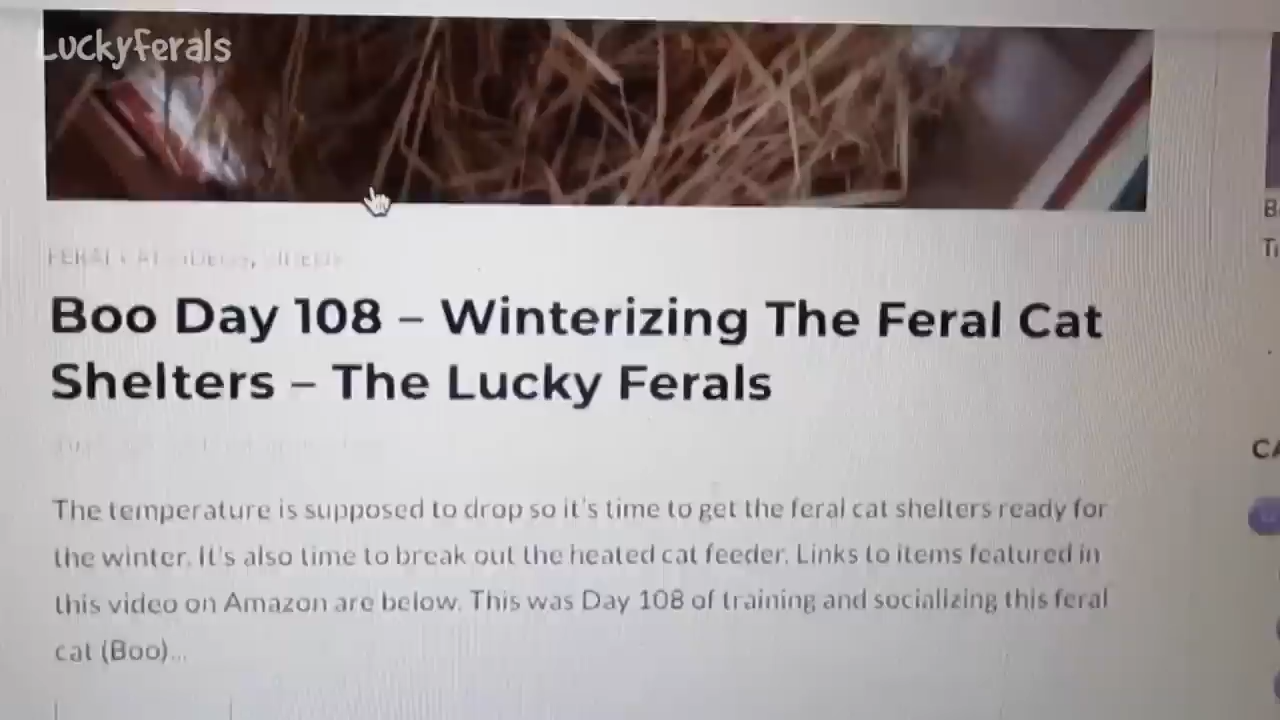 LuckyFerals
Boo Day 108 – Winterizing The Feral Cat
Shelters – The Lucky Ferals
The temperature is supposed to drop so it's time to get the feral cat shelters ready for
the winter. It's also time to break out the heated cat feeder. Links to items featured in
this video on Amazon are below. This was Day 108 of training and socializing this feral
cat (Boo)...